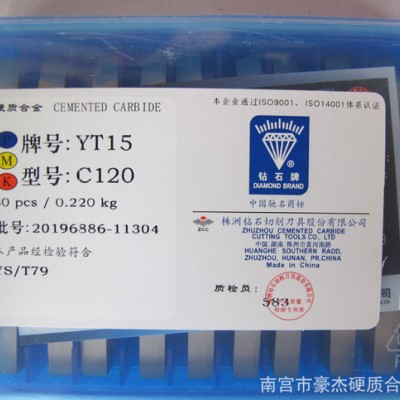 质合金 CEMENTED CARBIDE
本企业通过ISO9001、ISO14001体系认证
P
M
K
牌号:YT15
型号:C120
0 pcs / 0.220 kg
批号:20196886-11304
本产品经检验符合
YS/T79
钻石牌
DIAMOND BRAND
®
中国驰名商标
ZCC
株洲钻石切削刀具股份有限公司
ZHUZHOU CEMENTED CARBIDE
CUTTING TOOLS CO., LTD
中国. 湖南. 株洲市黄河南路
HUANGHE SOUTHERN RAOD,
ZHUZHOU, HUNAN, PR.CHINA
Made in China
质检员:
583
司
南宫市豪杰硬质合